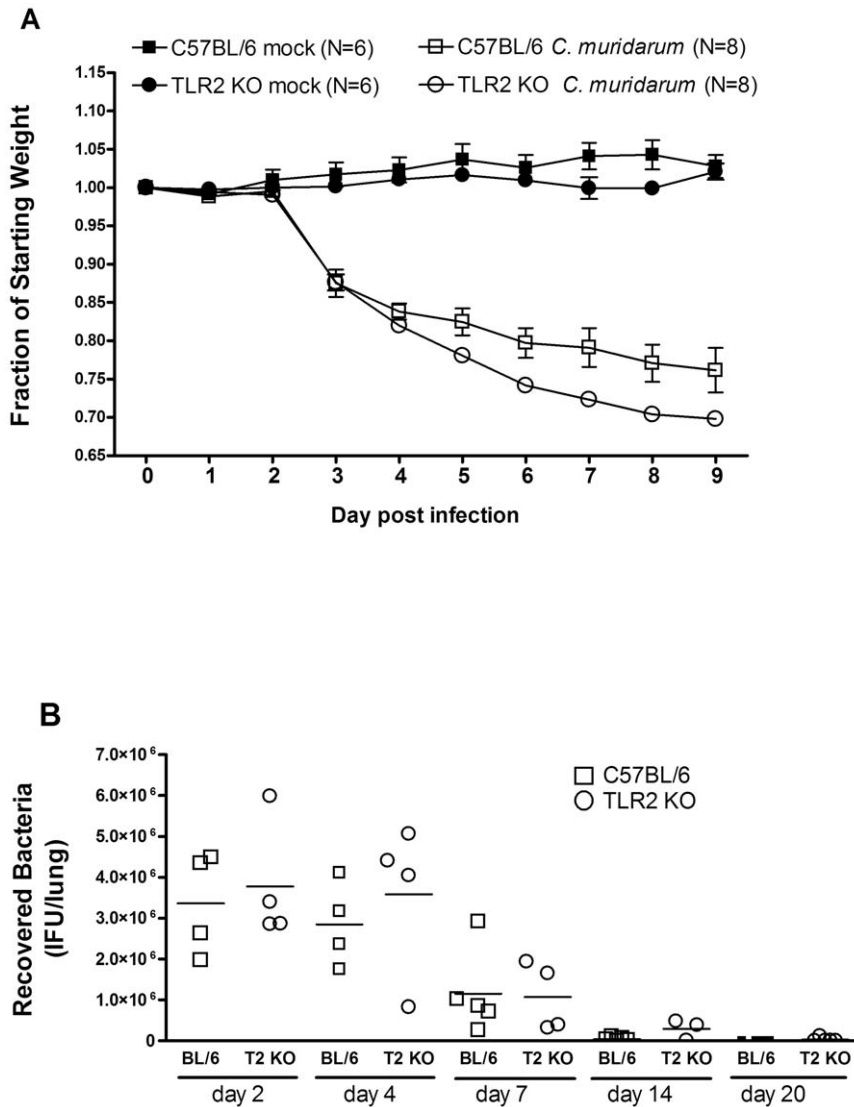 A
C57BL/6 mock (N=6)
C57BL/6 C. muridarum (N=8)
TLR2 KO mock (N=6)
TLR2 KO C. muridarum (N=8)
Fraction of Starting Weight
1.15
1.10
1.05
1.00
0.95
0.90
0.85
0.80
0.75
0.70
0.65
0 1 2 3 4 5 6 7 8 9
Day post infection
B
Recovered Bacteria
(IFU/lung)
7.0×10⁶
6.0×10⁶
5.0×10⁶
4.0×10⁶
3.0×10⁶
2.0×10⁶
1.0×10⁶
0
C57BL/6
TLR2 KO
BL/6 T2 KO BL/6 T2 KO BL/6 T2 KO BL/6 T2 KO BL/6 T2 KO
day 2 day 4 day 7 day 14 day 20